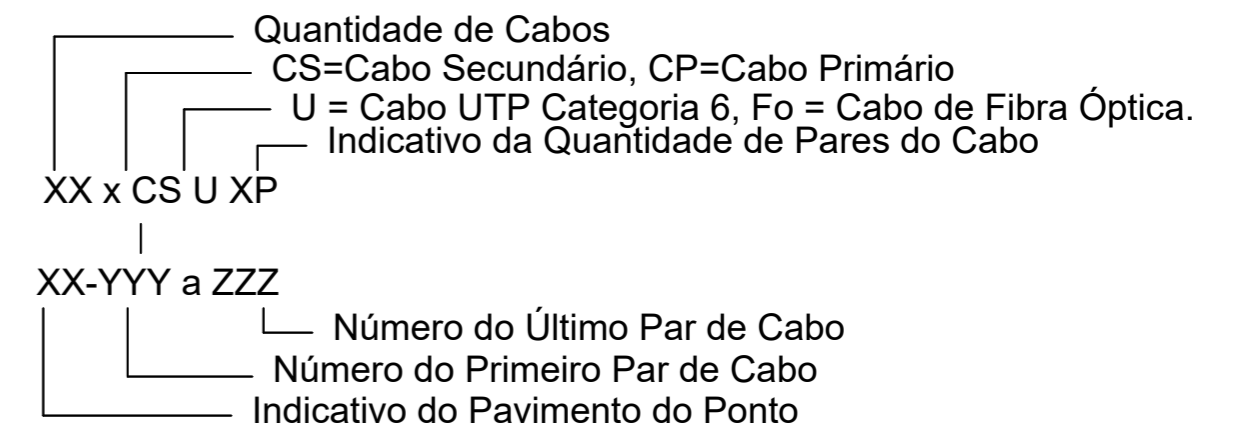 Quantidade de Cabos
CS=Cabo Secundário, CP=Cabo Primário
U = Cabo UTP Categoria 6, Fo = Cabo de Fibra Óptica.
Indicativo da Quantidade de Pares do Cabo
XX x CS U XP
XX-YYY a ZZZ
Número do Último Par de Cabo
Número do Primeiro Par de Cabo
Indicativo do Pavimento do Ponto